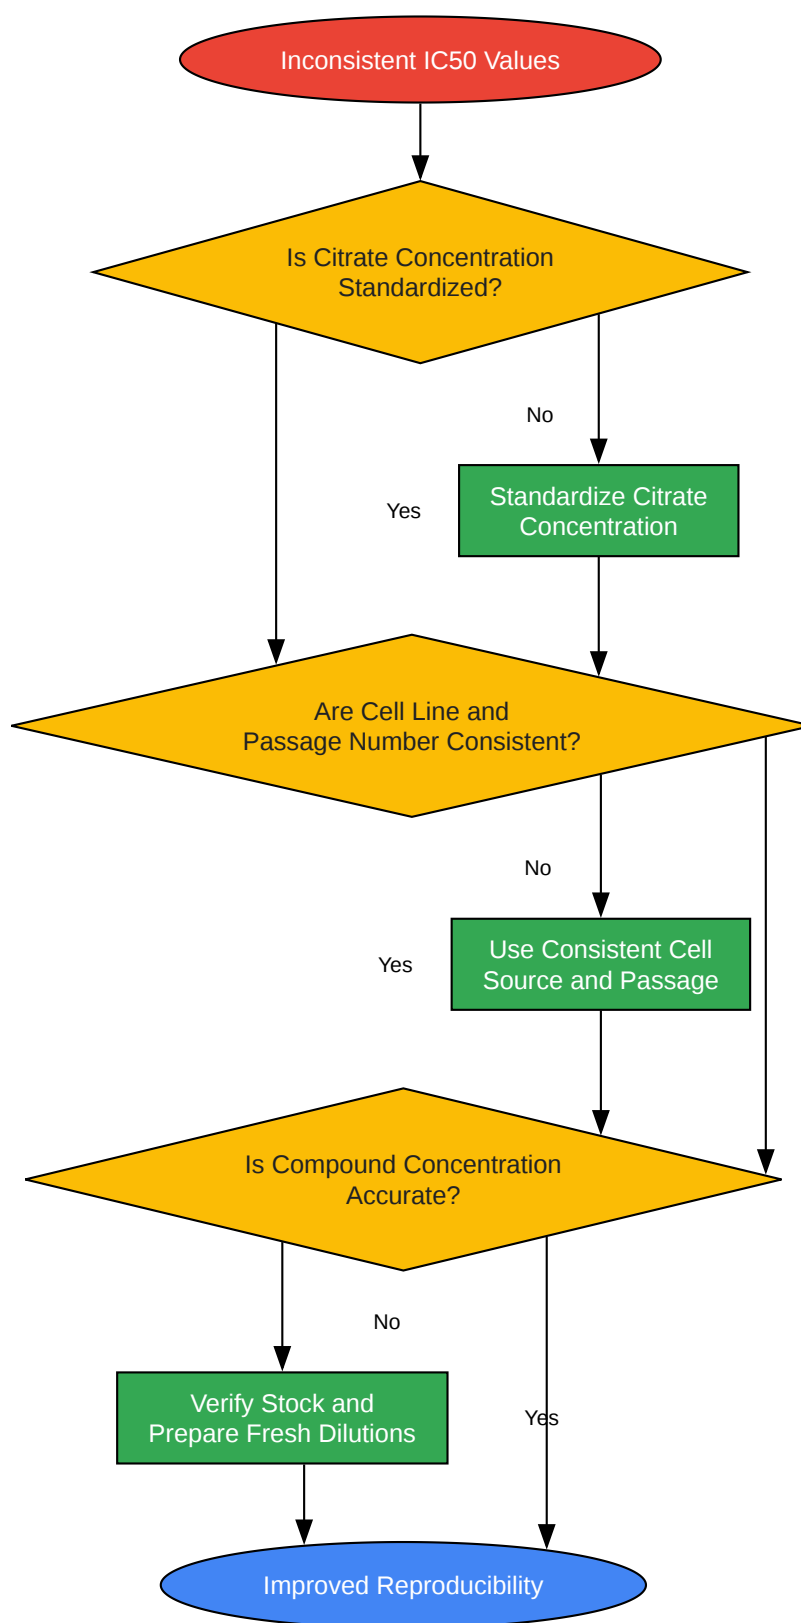 Inconsistent IC50 Values
Is Citrate Concentration
Standardized?
No
Standardize Citrate
Concentration
Yes
Are Cell Line and
Passage Number Consistent?
No
Use Consistent Cell
Source and Passage
Yes
Is Compound Concentration
Accurate?
No
Verify Stock and
Prepare Fresh Dilutions
Yes
Improved Reproducibility